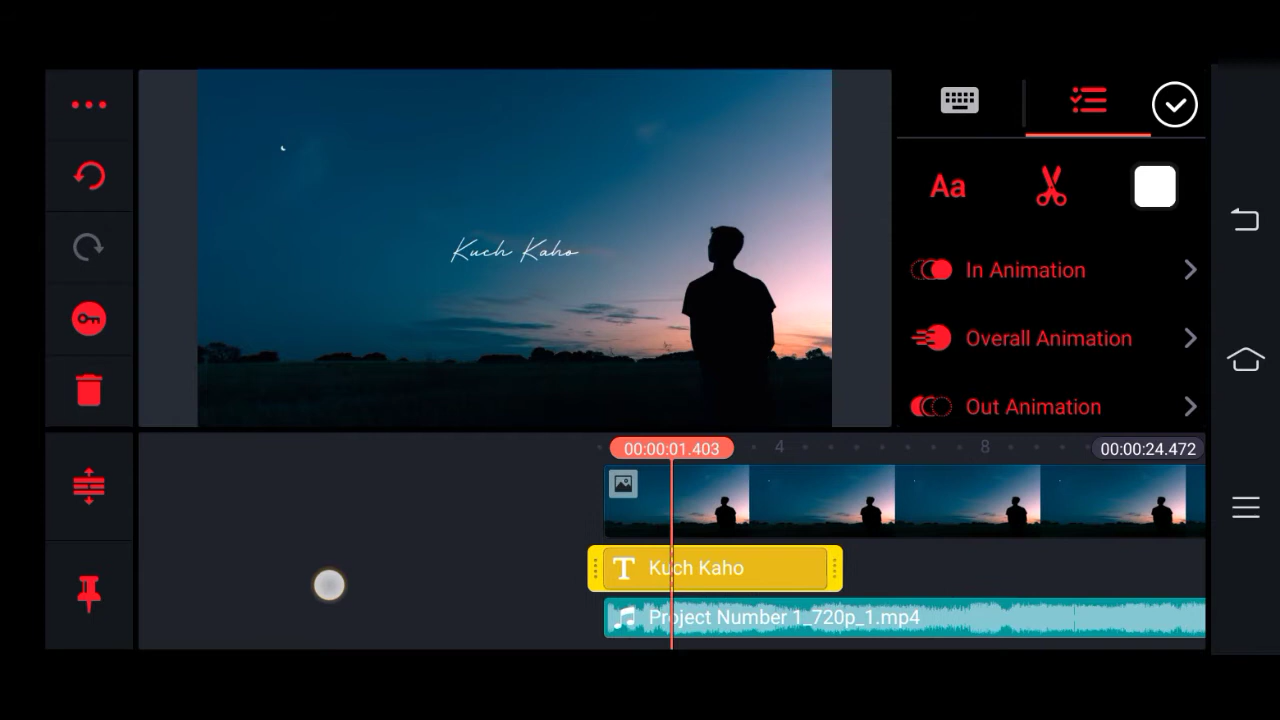 Kuch Kaho
Aa
In Animation
Overall Animation
Out Animation
00:00:01.403
4
8
00:00:24.472
T Kuch Kaho
Project Number 1_720p_1.mp4